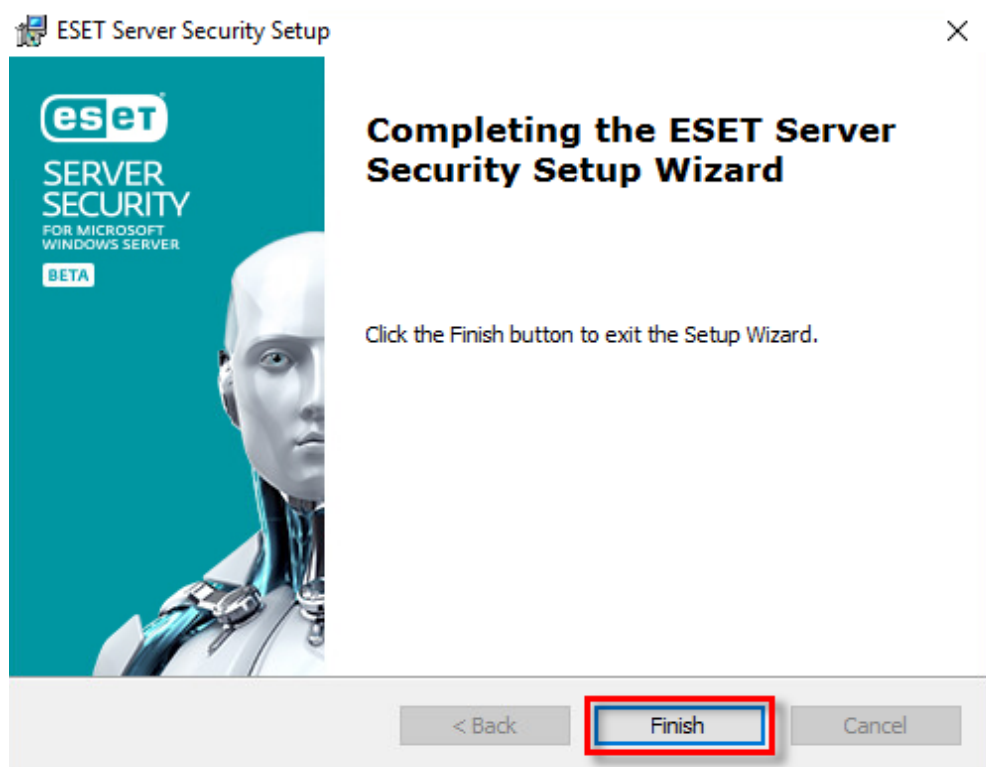 ESET Server Security Setup
eseT
SERVER
SECURITY
FOR MICROSOFT
WINDOWS SERVER
BETA
Completing the ESET Server
Security Setup Wizard
Click the Finish button to exit the Setup Wizard.
< Back Finish Cancel